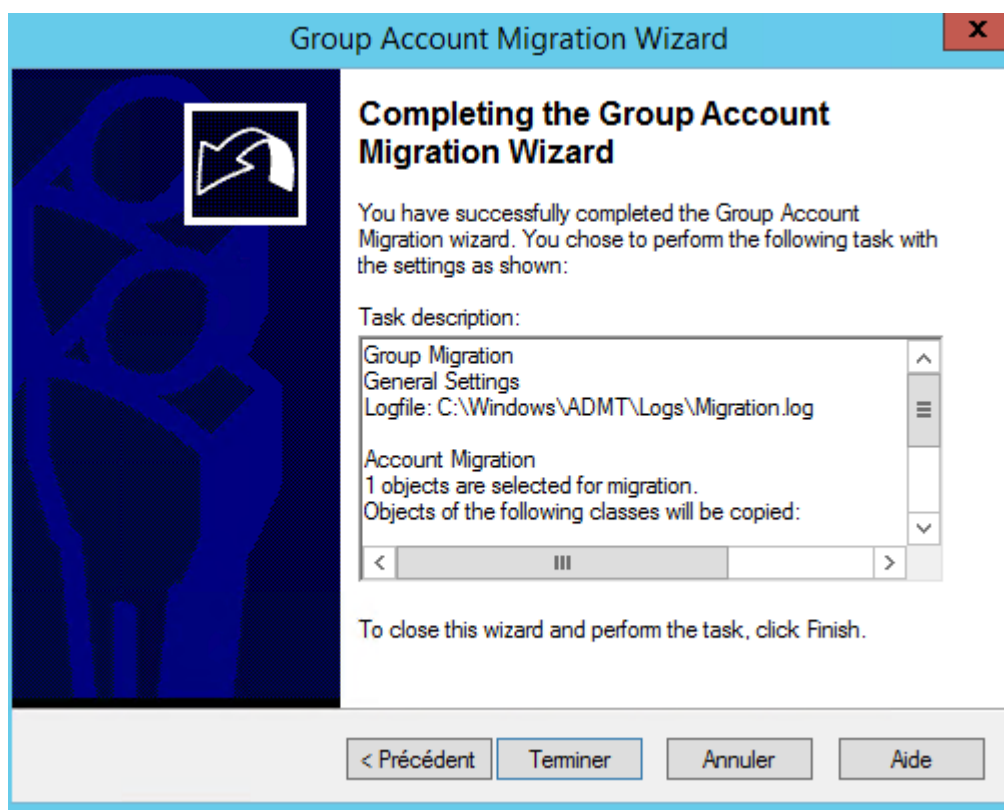 Group Account Migration Wizard
x
Completing the Group Account
Migration Wizard
You have successfully completed the Group Account
Migration wizard. You chose to perform the following task with
the settings as shown:
Task description:
Group Migration
General Settings
Logfile: C:\Windows\ADMT\Logs\Migration.log
Account Migration
1 objects are selected for migration.
Objects of the following classes will be copied:
To close this wizard and perform the task, click Finish.
< Précédent
Terminer
Annuler
Aide